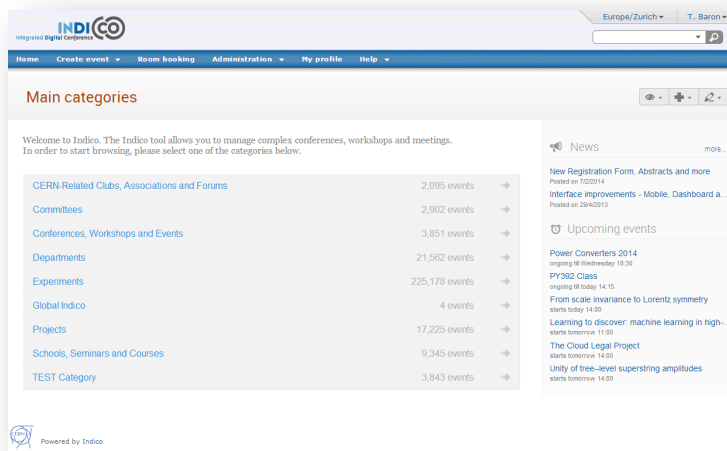 Europe/Zurich
T. Baron
INDICO
Integrated Digital Conference
Home Create event Room booking Administration My profile Help
Main categories
Welcome to Indico. The Indico tool allows you to manage complex conferences, workshops and meetings.
In order to start browsing, please select one of the categories below.
CERN-Related Clubs, Associations and Forums 2,095 events
Committees 2,902 events
Conferences, Workshops and Events 3,851 events
Departments 21,562 events
Experiments 225,178 events
Global Indico 4 events
Projects 17,225 events
Schools, Seminars and Courses 9,345 events
TEST Category 3,843 events
News more...
New Registration Form, Abstracts and more
Posted on 7/2/2014
Interface improvements - Mobile, Dashboard a...
Posted on 29/4/2013
Upcoming events
Power Converters 2014
ongoing till Wednesday 18:30
PY392 Class
ongoing till today 14:15
From scale invariance to Lorentz symmetry
starts today 14:00
Learning to discover: machine learning in high-...
starts tomorrow 11:00
The Cloud Legal Project
starts tomorrow 14:00
Unity of tree–level superstring amplitudes
starts tomorrow 14:00
CERN
Powered by Indico